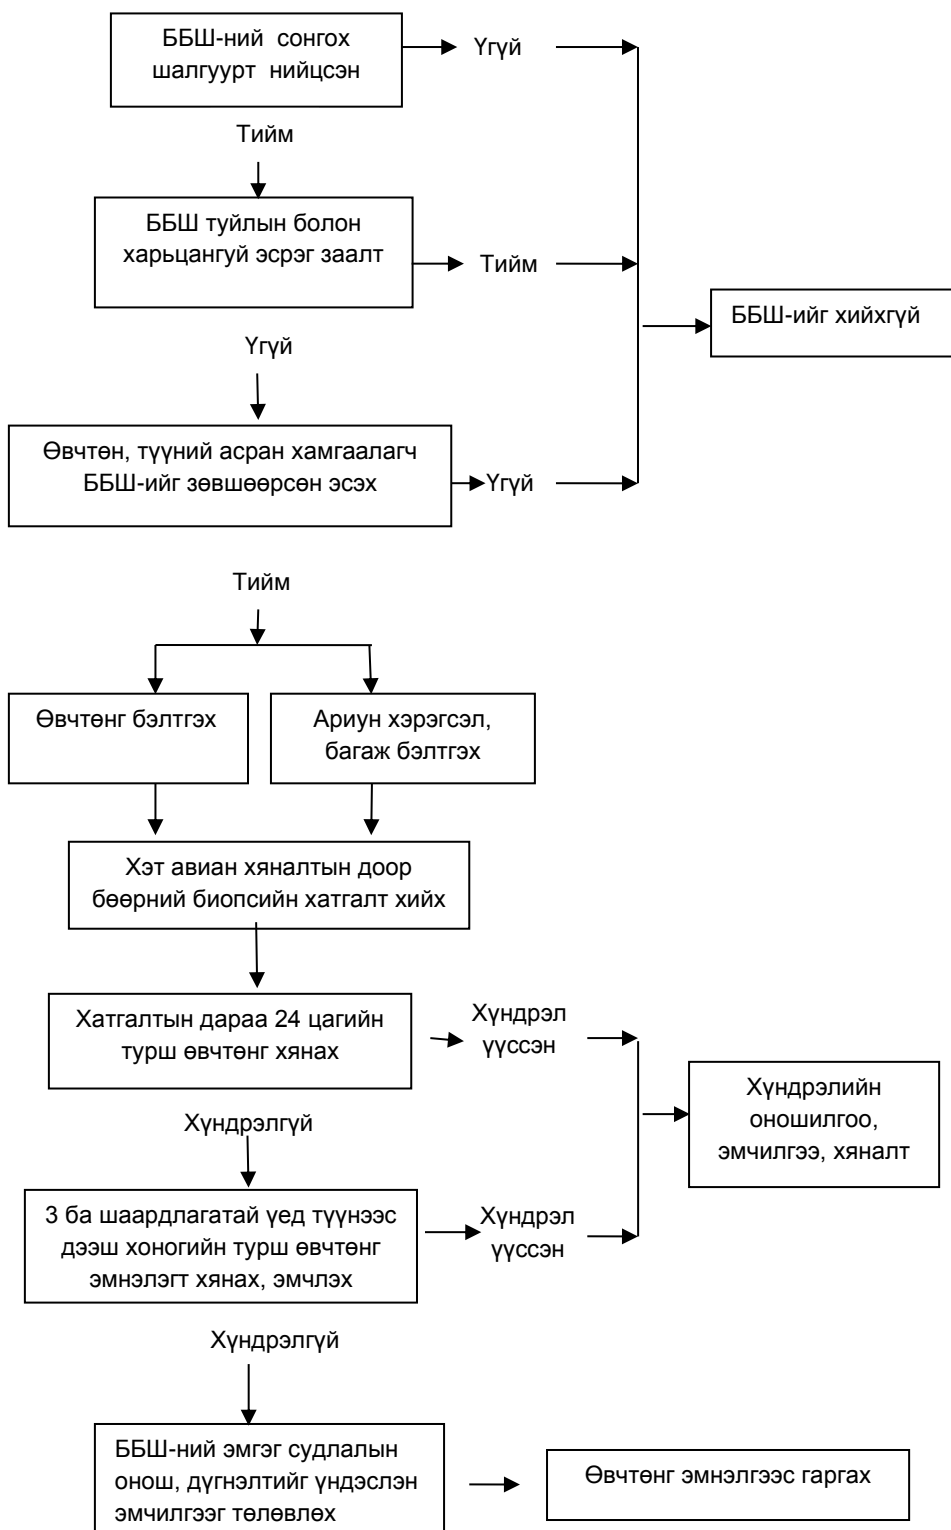 ББШ-ний сонгох
шалгуурт нийцсэн
Үгүй
Тийм
ББШ туйлын болон
харьцангуй эсрэг заалт
Тийм
ББШ-ийг хийхгүй
Үгүй
Өвчтөн, түүний асран хамгаалагч
ББШ-ийг зөвшөөрсөн эсэх
Үгүй
Тийм
Өвчтөнг бэлтгэх
Ариун хэрэгсэл,
багаж бэлтгэх
Хэт авиан хяналтын доор
бөөрний биопсийн хатгалт хийх
Хатгалтын дараа 24 цагийн
турш өвчтөнг хянах
Хүндрэл
үүссэн
Хүндрэлийн
оношилгоо,
эмчилгээ, хяналт
Хүндрэлгүй
3 ба шаардлагатай үед түүнээс
дээш хоногийн турш өвчтөнг
эмнэлэгт хянах, эмчлэх
Хүндрэл
үүссэн
Хүндрэлгүй
ББШ-ний эмгэг судлалын
онош, дүгнэлтийг үндэслэн
эмчилгээг төлөвлөх
Өвчтөнг эмнэлгээс гаргах